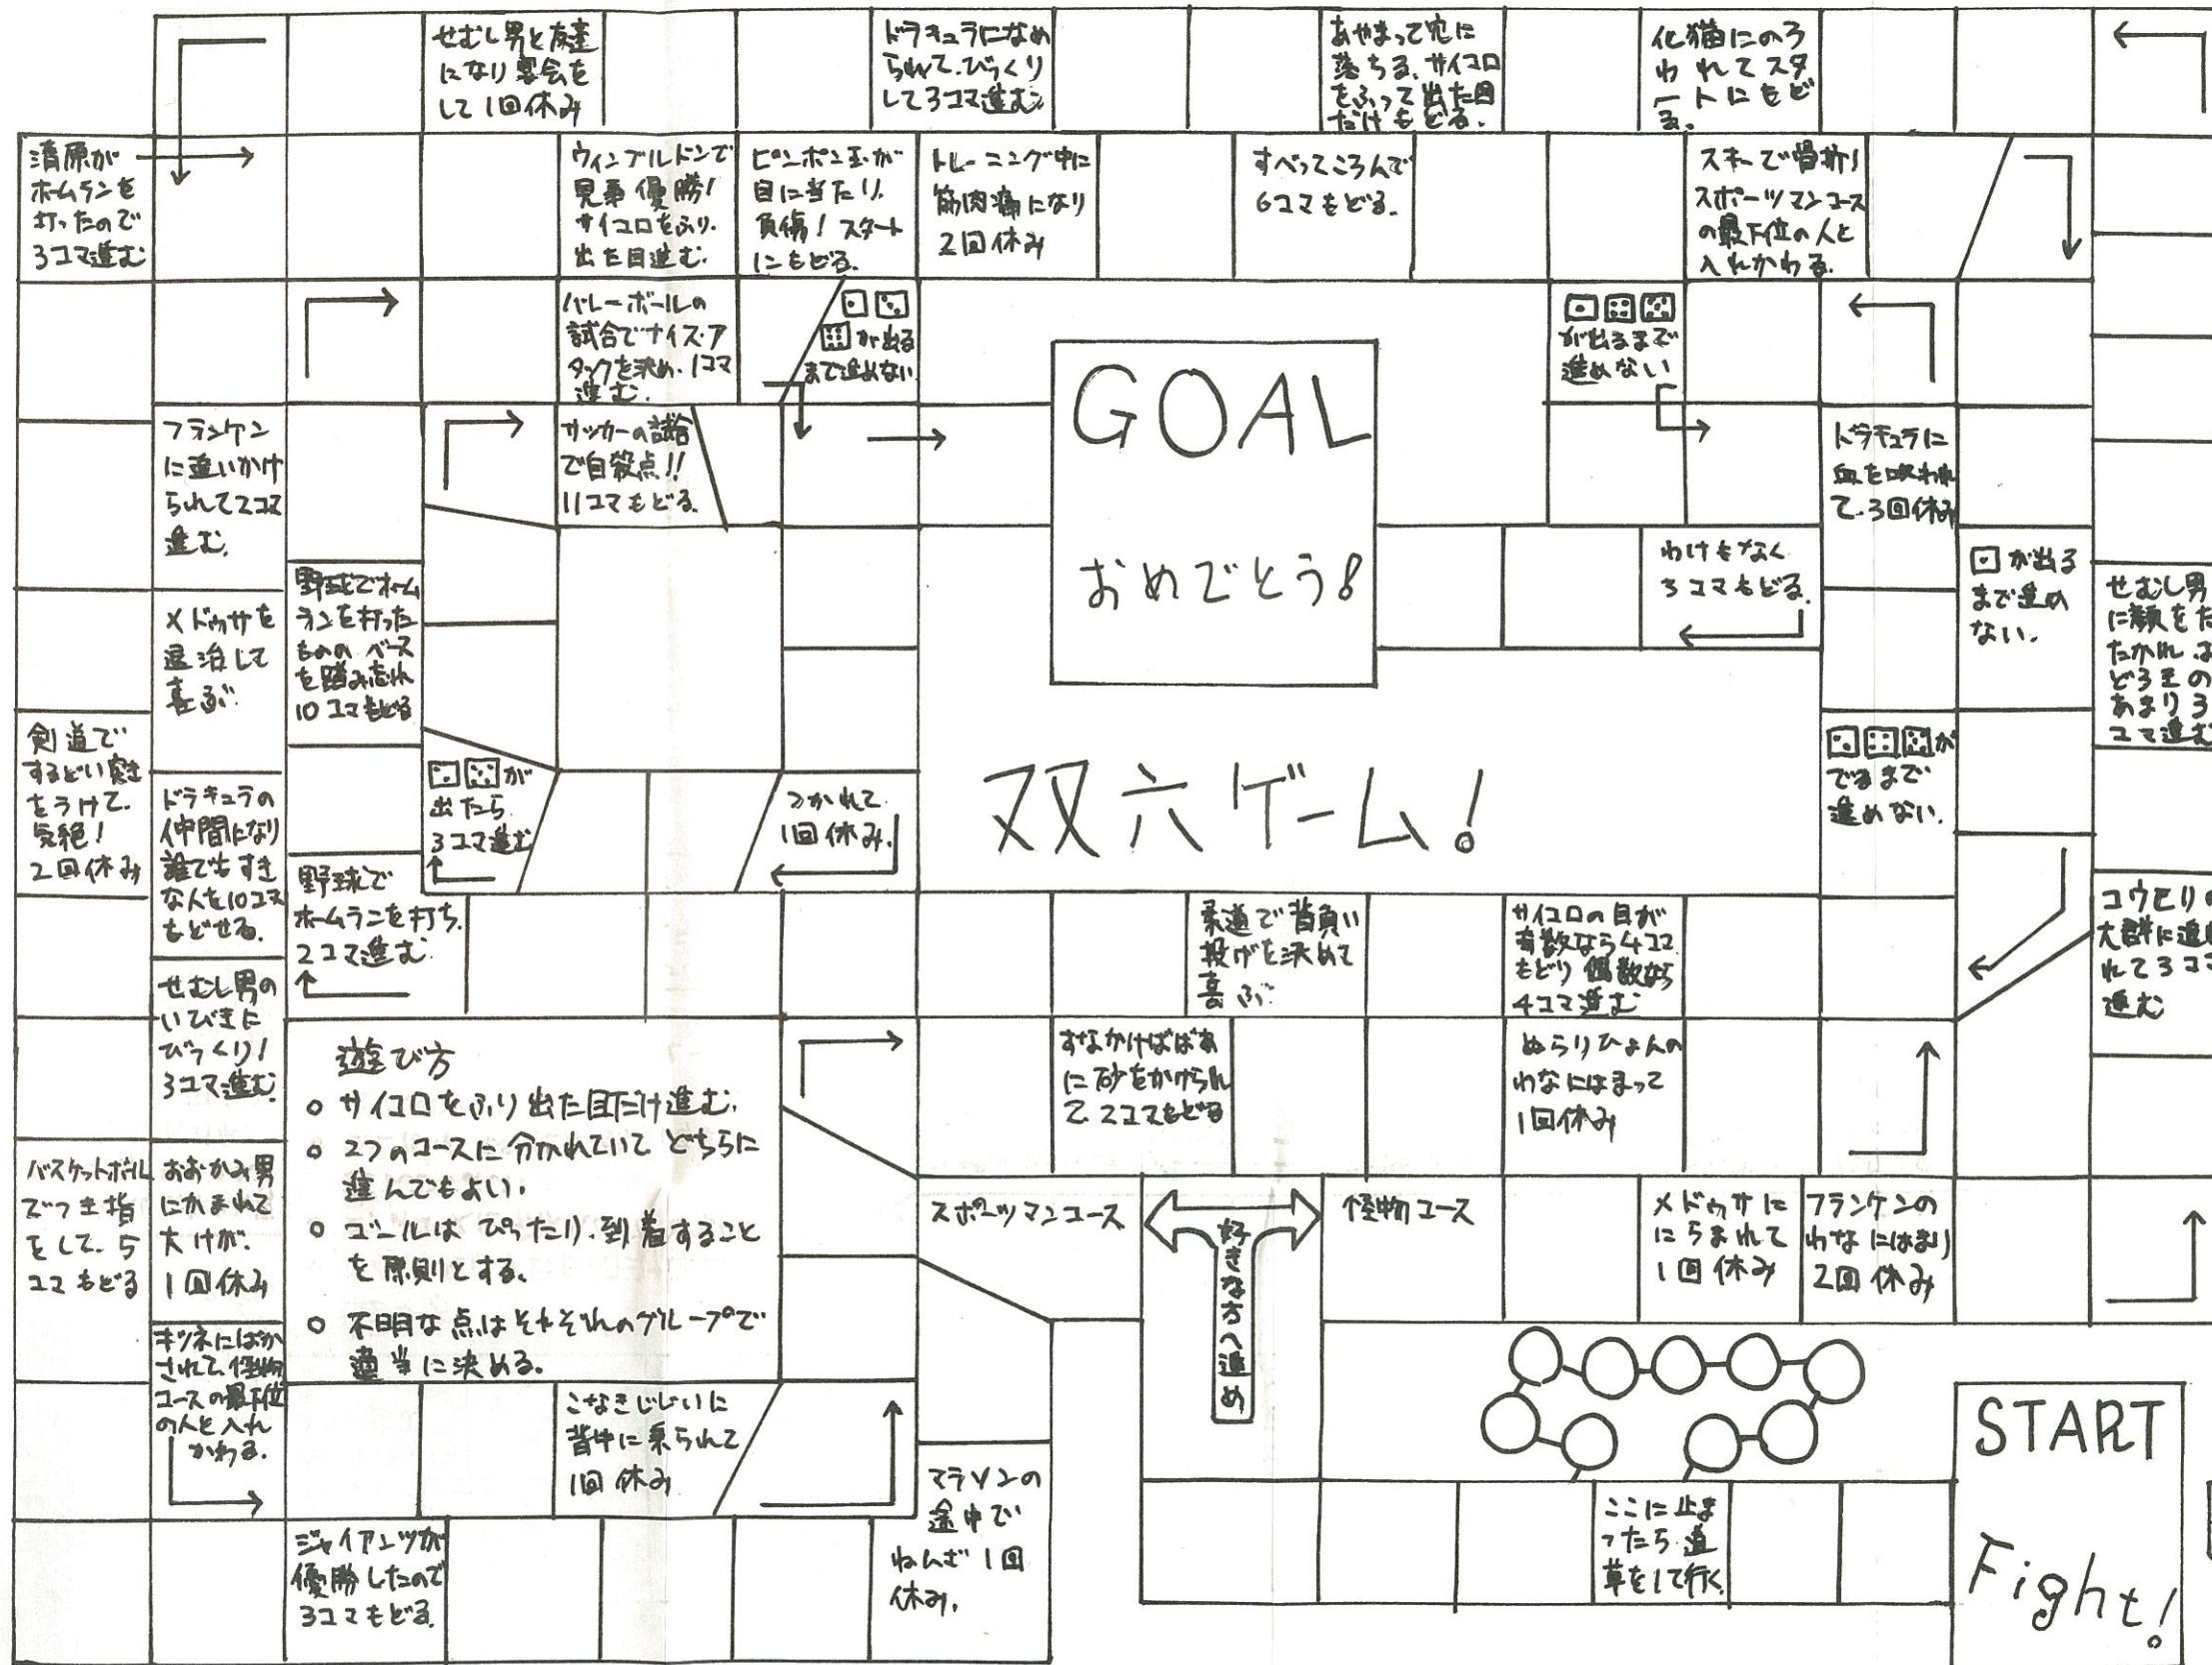 せむし男と友達
になり宴会を
して1回休み
ドラキュラになめ
られて、びっくり
して3コマ進む
あやまって穴に
落ちる。サイコロ
をふって出た目
だけもどる。
化猫にのろ
われてスタ
ートにもど
る。
清原が
ホームランを
打ったので
3コマ進む
ウィンブルドンで
見事優勝!
サイコロをふり、
出た目進む。
ピンポン玉が
目に当たり、
負傷!スタート
にもどる。
トレーニング中に
筋肉痛になり
2回休み
すべってころんで
6コマもどる。
スキーで骨折!
スポーツマンコース
の最下位の人と
入れかわる。
バレーボールの
試合でナイス・ア
タックを決め、1コマ
進む。
が出る
まで進めない
が出るまで
進めない
フランケン
に追いかけ
られて2コマ
進む。
サッカーの試合
で自殺点!!
11コマもどる。
GOAL
おめでとう!
ドラキュラに
血を吸われ
て、3回休み
わけもなく
3コマもどる。
が出る
まで進め
ない。
せむし男
に顔をた
たかれ、お
どろ王の
あまり3
コマ進む
メドゥサを
退治して
喜ぶ
野球でホーム
ランを打った
ものの ベース
を踏み忘れ
10コマもどる
剣道で
するどい突き
をうけて、
気絶!
2回休み
ドラキュラの
仲間になり
誰でもすき
な人を10コマ
もどせる。
が
出たら
3コマ進む
つかれて
1回休み。
双六ゲーム!
が
でるまで
進めない。
野球で
ホームランを打ち、
2コマ進む
柔道で背負い
投げを決めて
喜ぶ
サイコロの目が
奇数なら4コマ
もどり 偶数なら
4コマ進む
コウモリの
大群に追わ
れて3コマ
進む
せむし男の
いびきに
びっくり!
3コマ進む。
遊び方
○ サイコロをふり出た目だけ進む。
○ 2つのコースに分かれていて どちらに
進んでもよい。
○ ゴールは ぴったり、到着すること
を原則とする。
○ 不明な点はそれぞれのグループで
適当に決める。
すなかけばばあ
に砂をかけられ
て、2コマもどる
ぬらりひょんの
わなにはまって
1回休み
バスケットボール
でつき指
をして、5
コマもどる
おおかみ男
にかまれて
大けが。
1回休み
スポーツマンコース
好きな方へ進め
怪物コース
メドゥサに
にらまれて
1回休み
フランケンの
わなにはまり
2回休み
キツネにばか
されて、怪物
コースの最下位
の人と入れ
かわる。
こなきじじいに
背中に乗られて
1回休み
マラソンの
途中で
ねんざ 1回
休み。
START
Fight!
ここに止ま
ったら道
草をして行く
ジャイアンツが
優勝したので
3コマもどる。